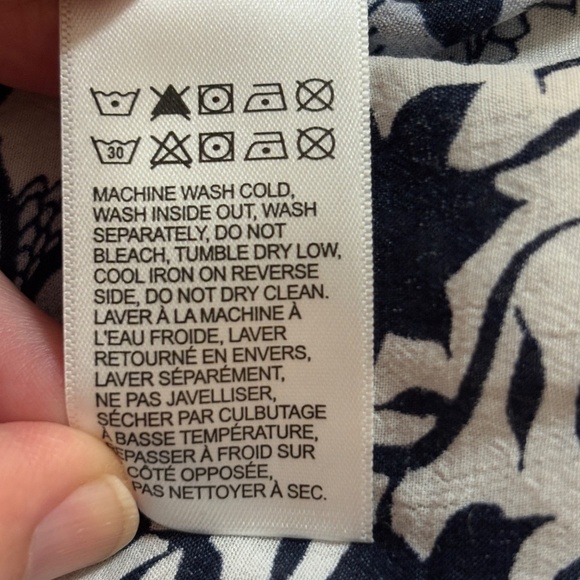 30
MACHINE WASH COLD,
WASH INSIDE OUT, WASH
SEPARATELY, DO NOT
BLEACH, TUMBLE DRY LOW,
COOL IRON ON REVERSE
SIDE, DO NOT DRY CLEAN.
LAVER À LA MACHINE À
L'EAU FROIDE, LAVER
RETOURNÉ EN ENVERS,
LAVER SÉPARÉMENT,
NE PAS JAVELLISER,
SÉCHER PAR CULBUTAGE
À BASSE TEMPÉRATURE,
EPASSER À FROID SUR
CÔTÉ OPPOSÉE,
PAS NETTOYER À SEC.